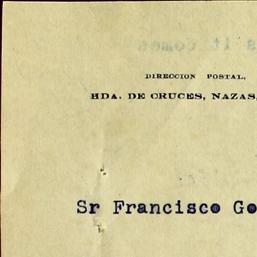 DIRECCION POSTAL,
HDA. DE CRUCES, NAZAS,
Sr Francisco Go